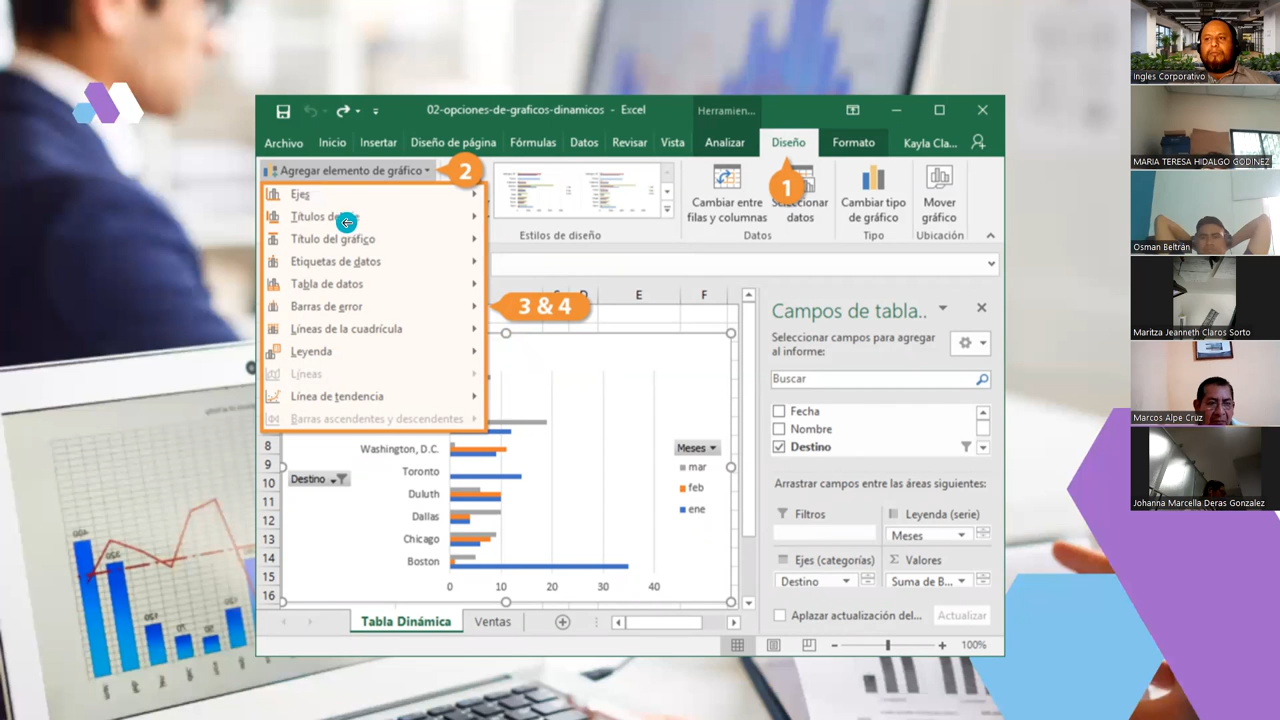 02-opciones-de-graficos-dinamicos - Excel
Herramien...
Archivo Inicio Insertar Diseño de página Fórmulas Datos Revisar Vista Analizar Diseño Formato Kayla Cla...
Agregar elemento de gráfico
2
1
Cambiar entre filas y columnas
datos
Cambiar tipo de gráfico
Mover gráfico
Estilos de diseño
Datos
Tipo
Ubicación
Ejes
Títulos
Título del gráfico
Etiquetas de datos
Tabla de datos
Barras de error
Líneas de la cuadrícula
Leyenda
Líneas
Línea de tendencia
Barras ascendentes y descendentes
3 & 4
E F
8
9
10
11
12
13
14
15
16
Destino
Washington, D.C.
Toronto
Duluth
Dallas
Chicago
Boston
0 10 20 30 40
Meses
mar
feb
ene
Campos de tabla..
Seleccionar campos para agregar
al informe:
Buscar
Fecha
Nombre
Destino
Arrastrar campos entre las áreas siguientes:
Filtros
Leyenda (serie)
Meses
Ejes (categorías)
Σ Valores
Destino
Suma de B...
Aplazar actualización del...
Actualizar
Tabla Dinámica
Ventas
100%
Ingles Corporativo
MARIA TERESA HIDALGO GODINEZ
Osman Beltrán
Maritza Jeanneth Claros Sorto
Marcos Alpe Cruz
Johanna Marcella Deras Gonzalez